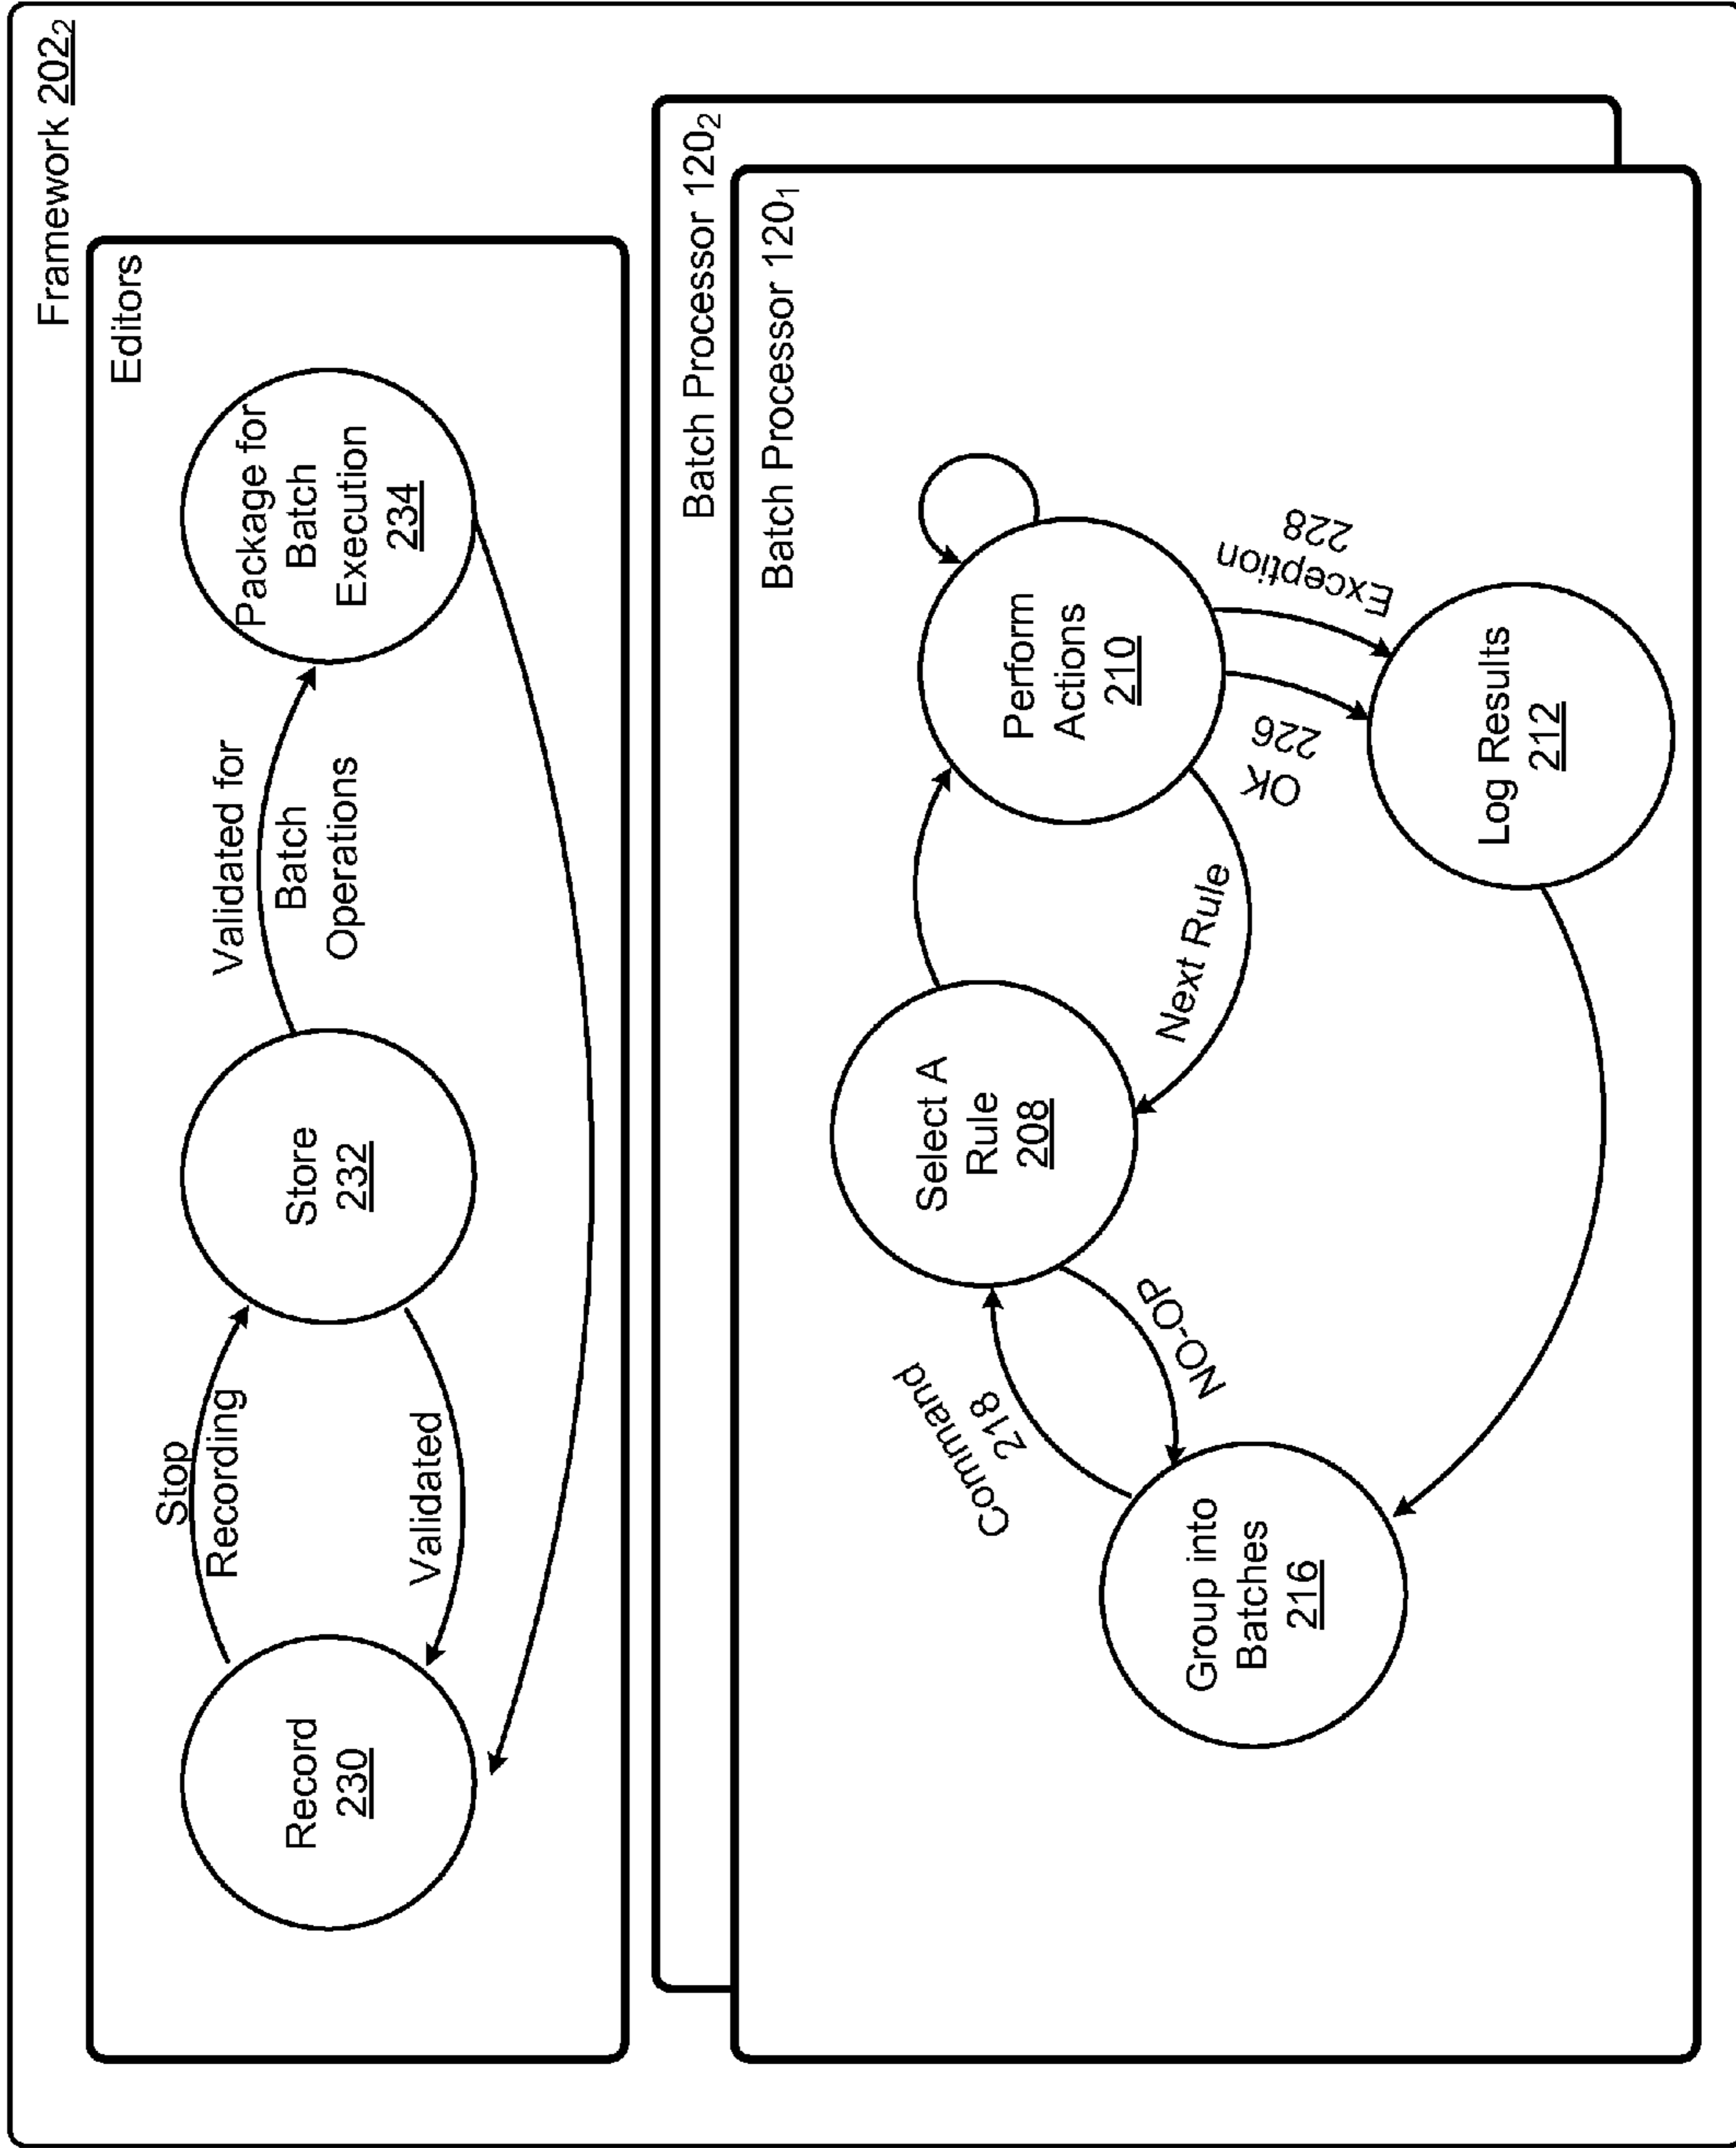 Framework 202₂
Editors
Record
230
Stop
Recording
Validated
Store
232
Validated for
Batch
Operations
Package for
Batch
Execution
234
Batch Processor 120₂
Batch Processor 120₁
Group into
Batches
216
Command
218
NO-OP
Select A
Rule
208
Next Rule
Perform
Actions
210
OK
226
Exception
228
Log Results
212